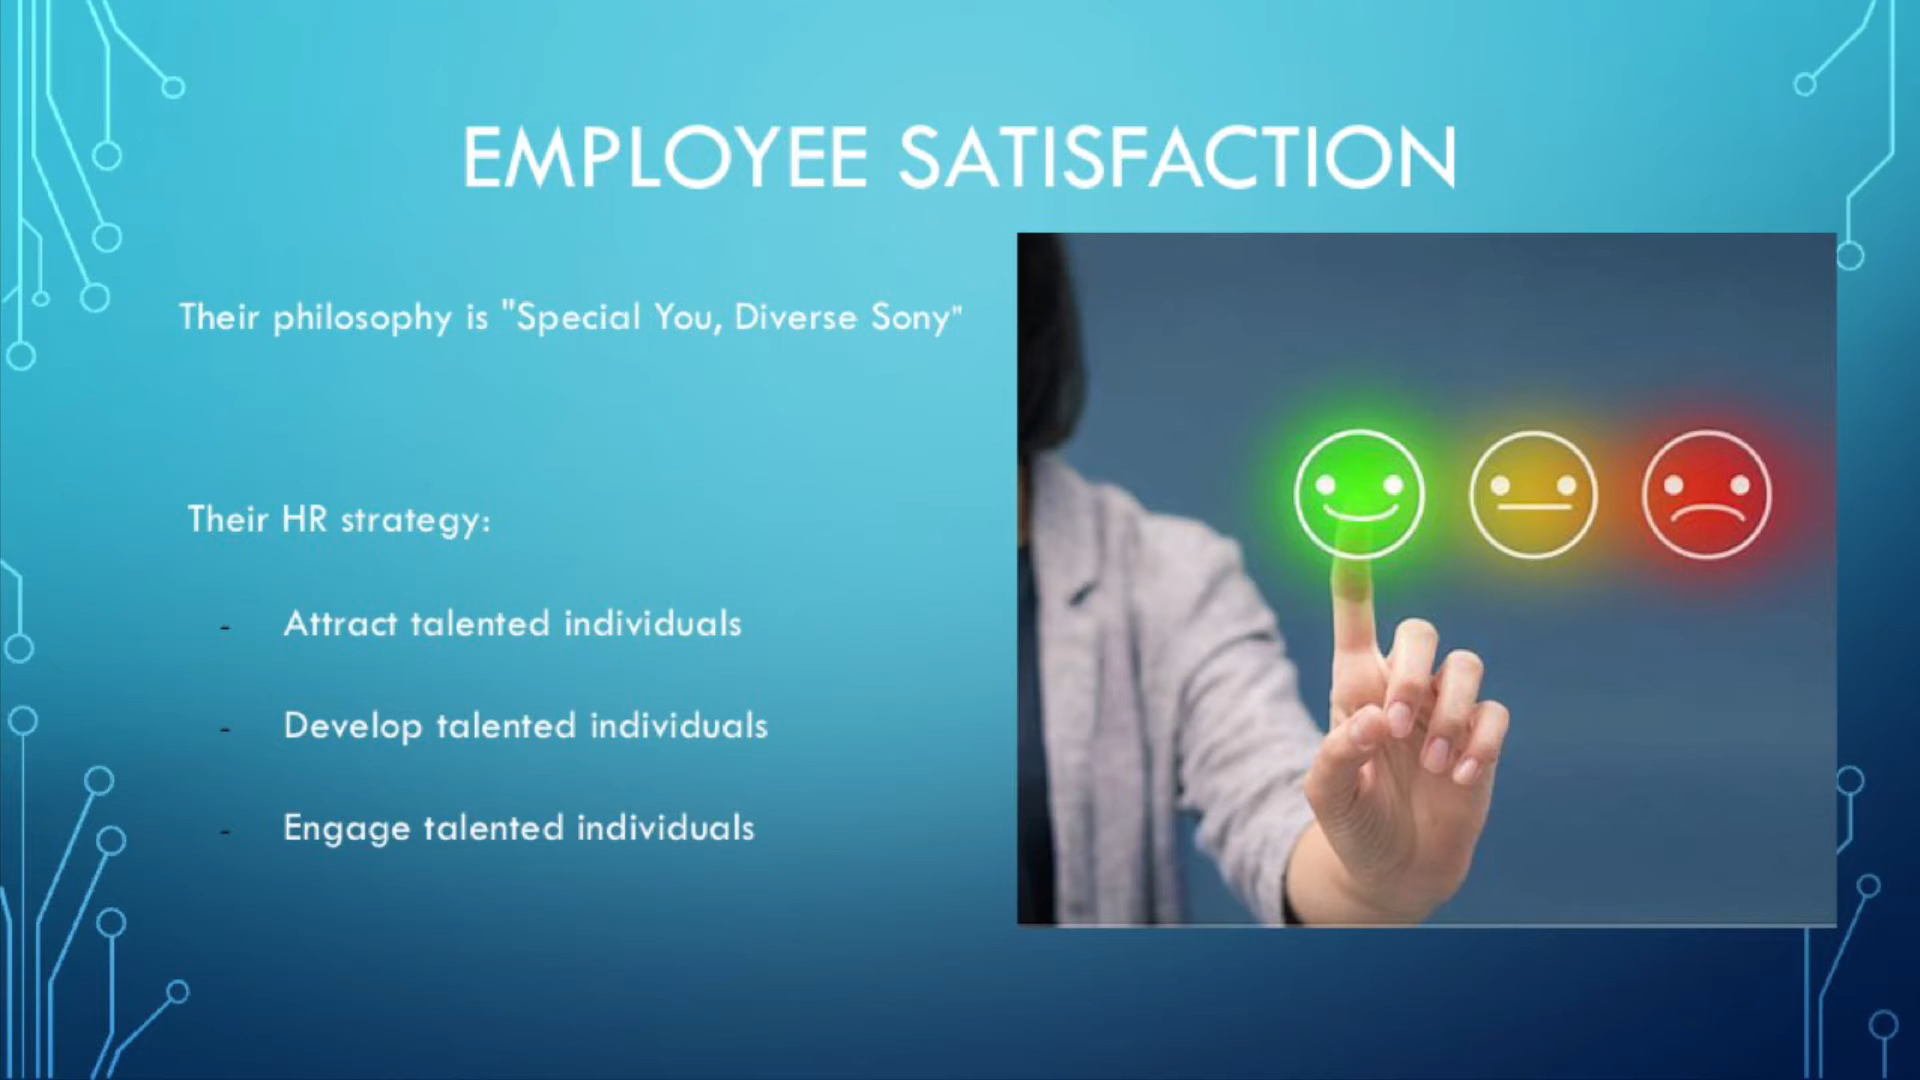 EMPLOYEE SATISFACTION
Their philosophy is "Special You, Diverse Sony"
Their HR strategy:
- Attract talented individuals
- Develop talented individuals
- Engage talented individuals